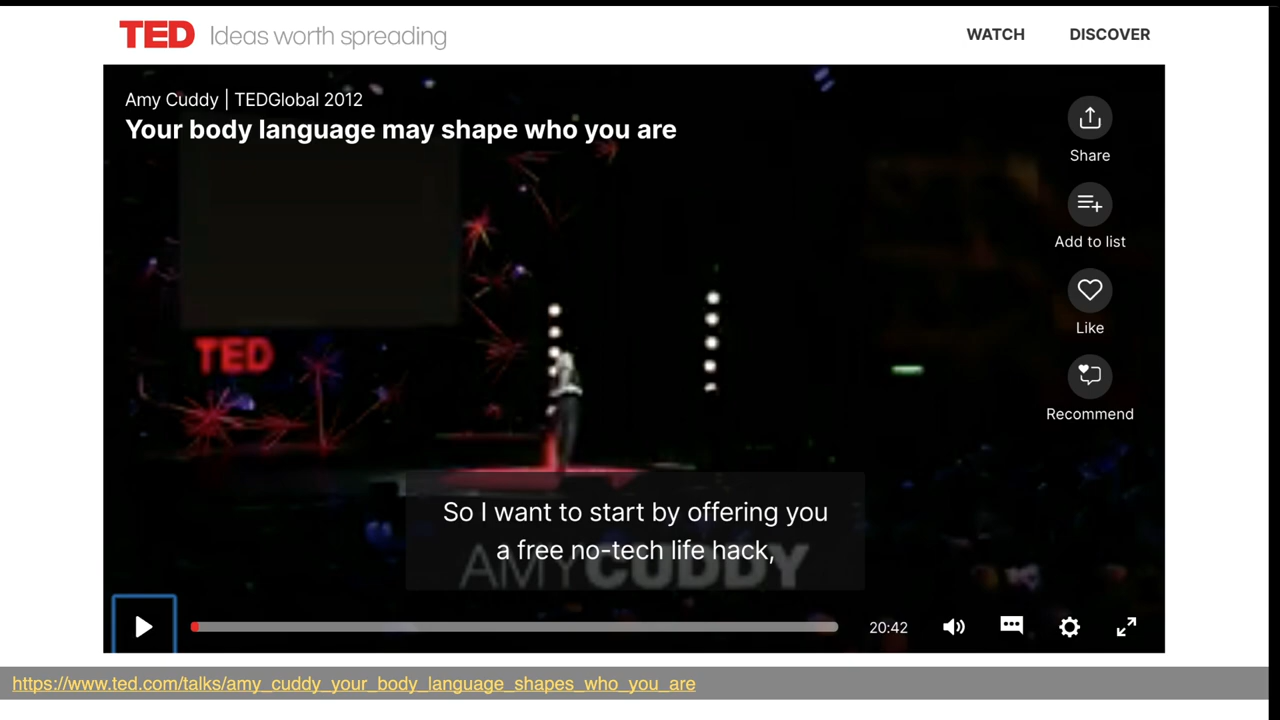 TED Ideas worth spreading
WATCH DISCOVER
Amy Cuddy | TEDGlobal 2012
Your body language may shape who you are
Share
Add to list
Like
Recommend
TED
So I want to start by offering you
a free no-tech life hack,
AMY CUDDY
20:42
https://www.ted.com/talks/amy_cuddy_your_body_language_shapes_who_you_are